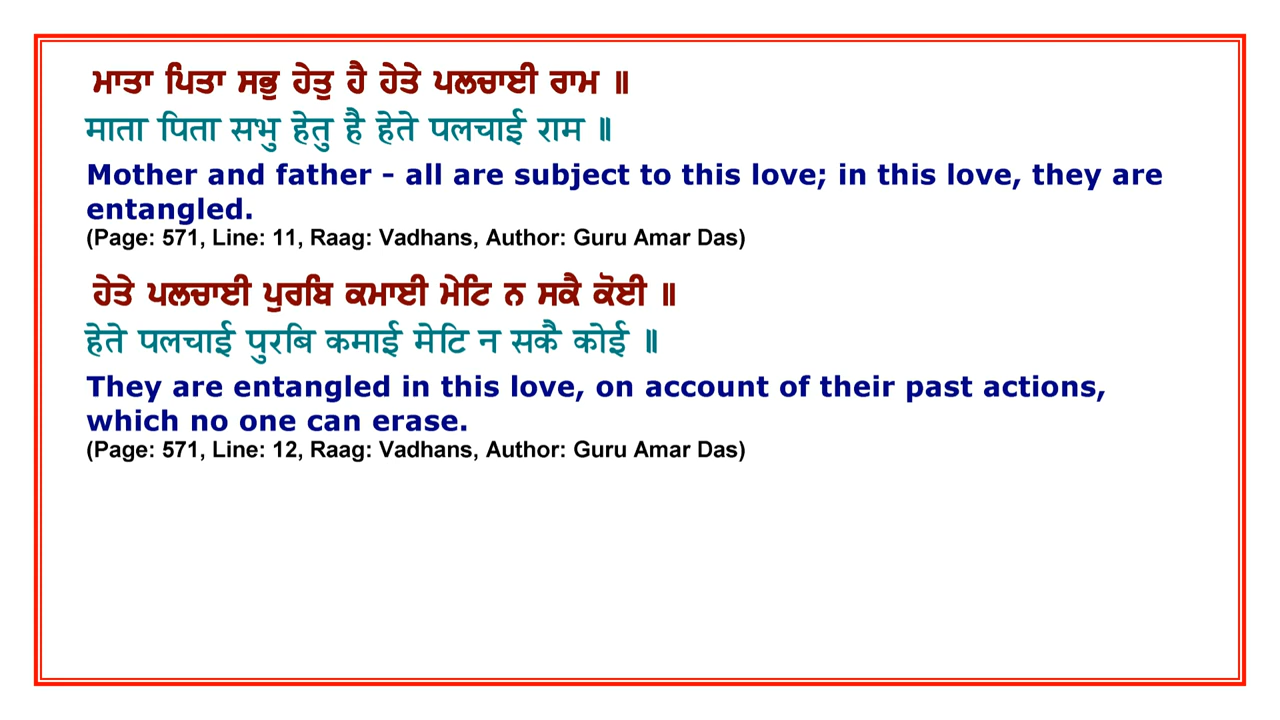 ਮਾਤਾ ਪਿਤਾ ਸਭੁ ਹੇਤੁ ਹੈ ਹੇਤੇ ਪਲਚਾਈ ਰਾਮ ॥
माता पिता सभु हेतु है हेते पलचाई राम ॥
Mother and father - all are subject to this love; in this love, they are
entangled.
(Page: 571, Line: 11, Raag: Vadhans, Author: Guru Amar Das)
ਹੇਤੇ ਪਲਚਾਈ ਪੁਰਬਿ ਕਮਾਈ ਮੇਟਿ ਨ ਸਕੈ ਕੋਈ ॥
हेते पलचाई पुरबि कमाई मेटि न सकै कोई ॥
They are entangled in this love, on account of their past actions,
which no one can erase.
(Page: 571, Line: 12, Raag: Vadhans, Author: Guru Amar Das)